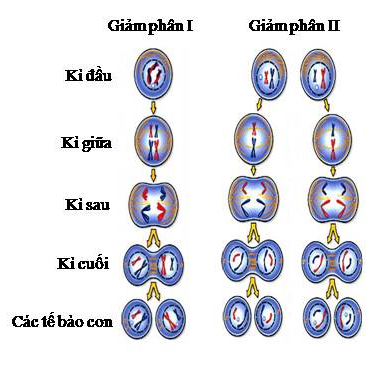 Giảm phân I
Giảm phân II
Kì đầu
Kì giữa
Kì sau
Kì cuối
Các tế bào con